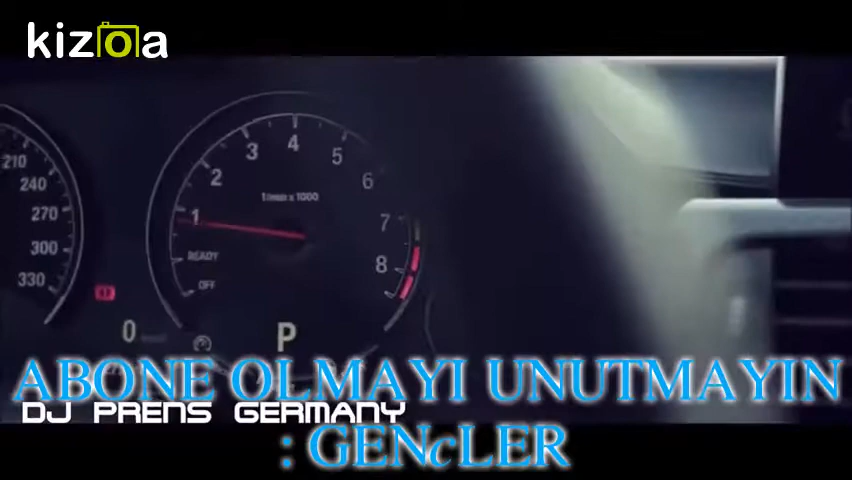 kizoa
210
240
270
300
330
1
2
3
4
5
6
7
8
1/min x 1000
READY
OFF
0
P
ABONE OLMAYI UNUTMAYIN
DJ PRENS GERMANY
: GENcLER